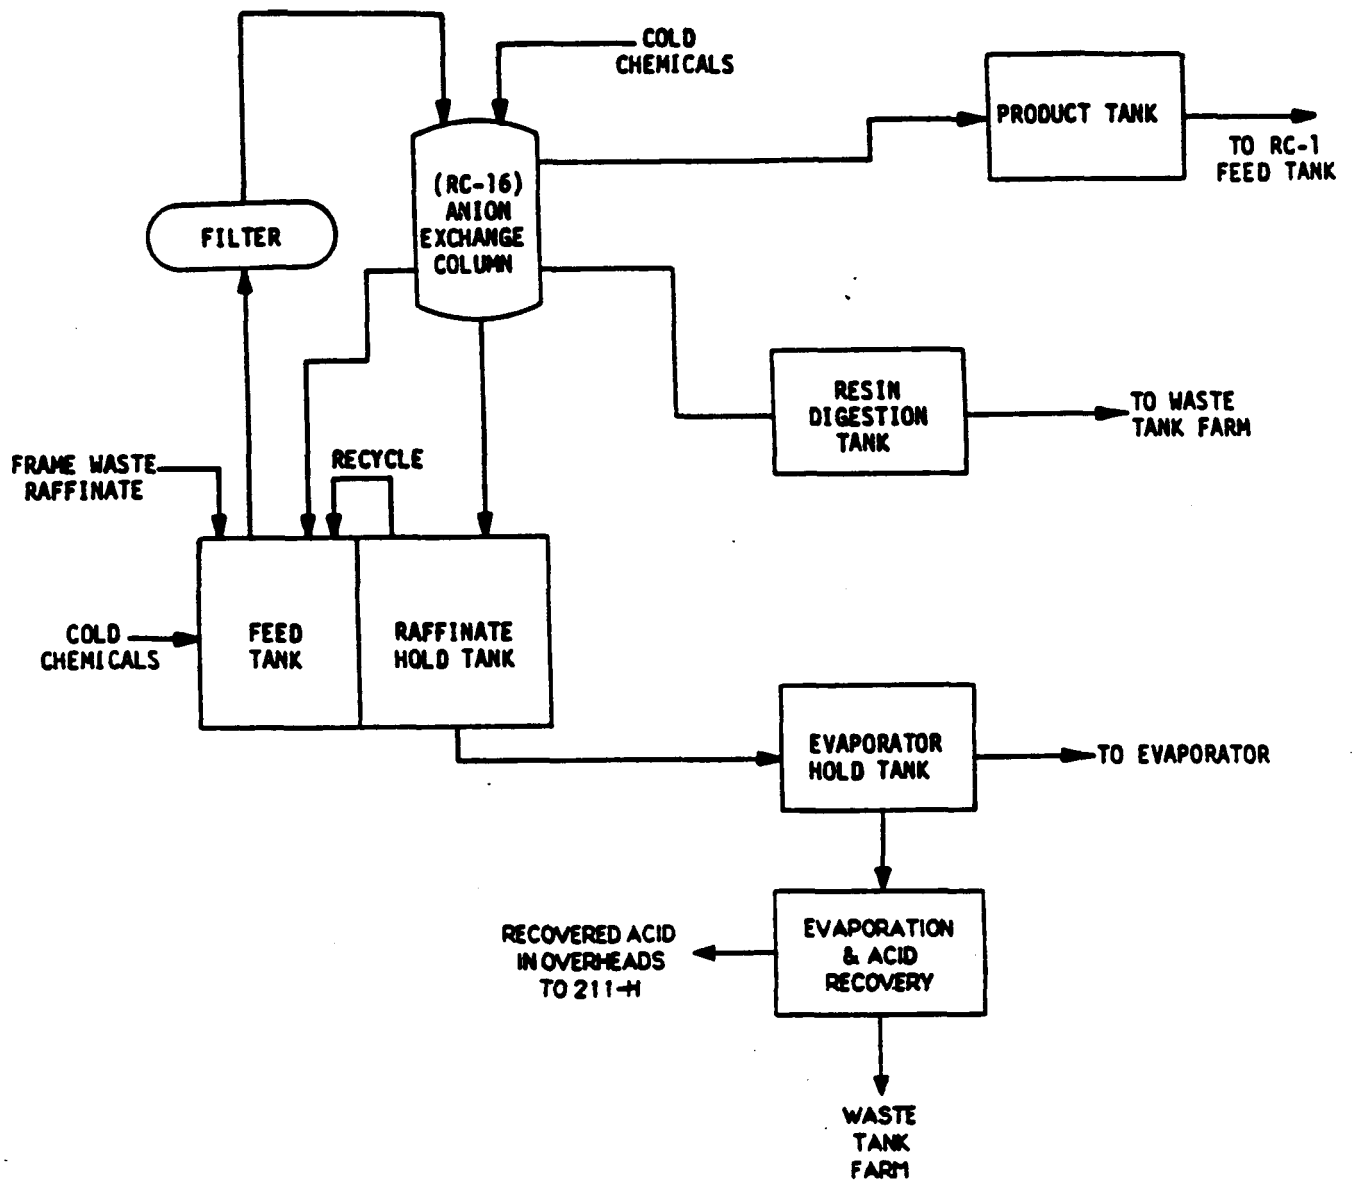 COLD
CHEMICALS
PRODUCT TANK
TO RC-1
FEED TANK
(RC-16)
ANION
EXCHANGE
COLUMN
FILTER
RESIN
DIGESTION
TANK
TO WASTE
TANK FARM
FRAME WASTE
RAFFINATE
RECYCLE
COLD
CHEMICALS
FEED
TANK
RAFFINATE
HOLD TANK
EVAPORATOR
HOLD TANK
TO EVAPORATOR
RECOVERED ACID
IN OVERHEADS
TO 211-H
EVAPORATION
& ACID
RECOVERY
WASTE
TANK
FARM